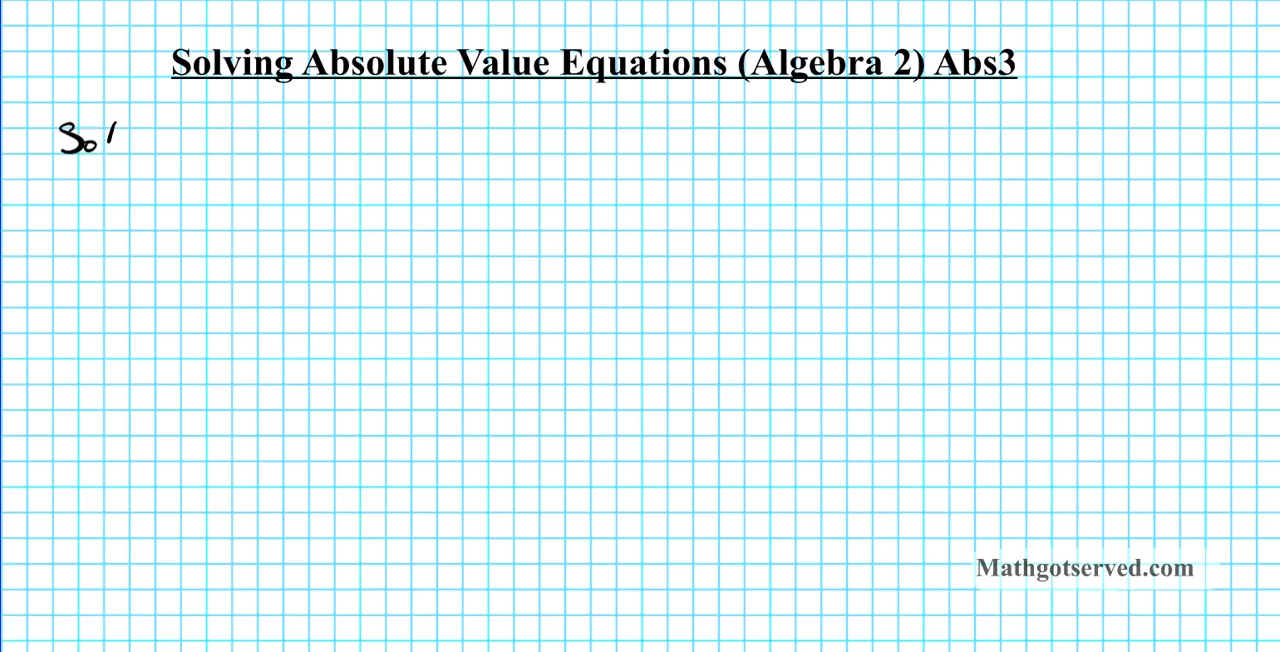 Solving Absolute Value Equations (Algebra 2) Abs3
Sol
Mathgotserved.com